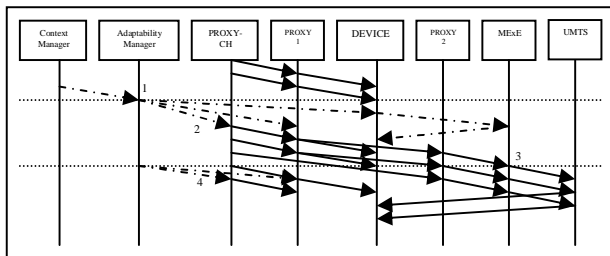 Context
Manager
Adaptability
Manager
PROXY-
CH
PROXY
1
DEVICE
PROXY
2
MExE
UMTS
1
2
3
4